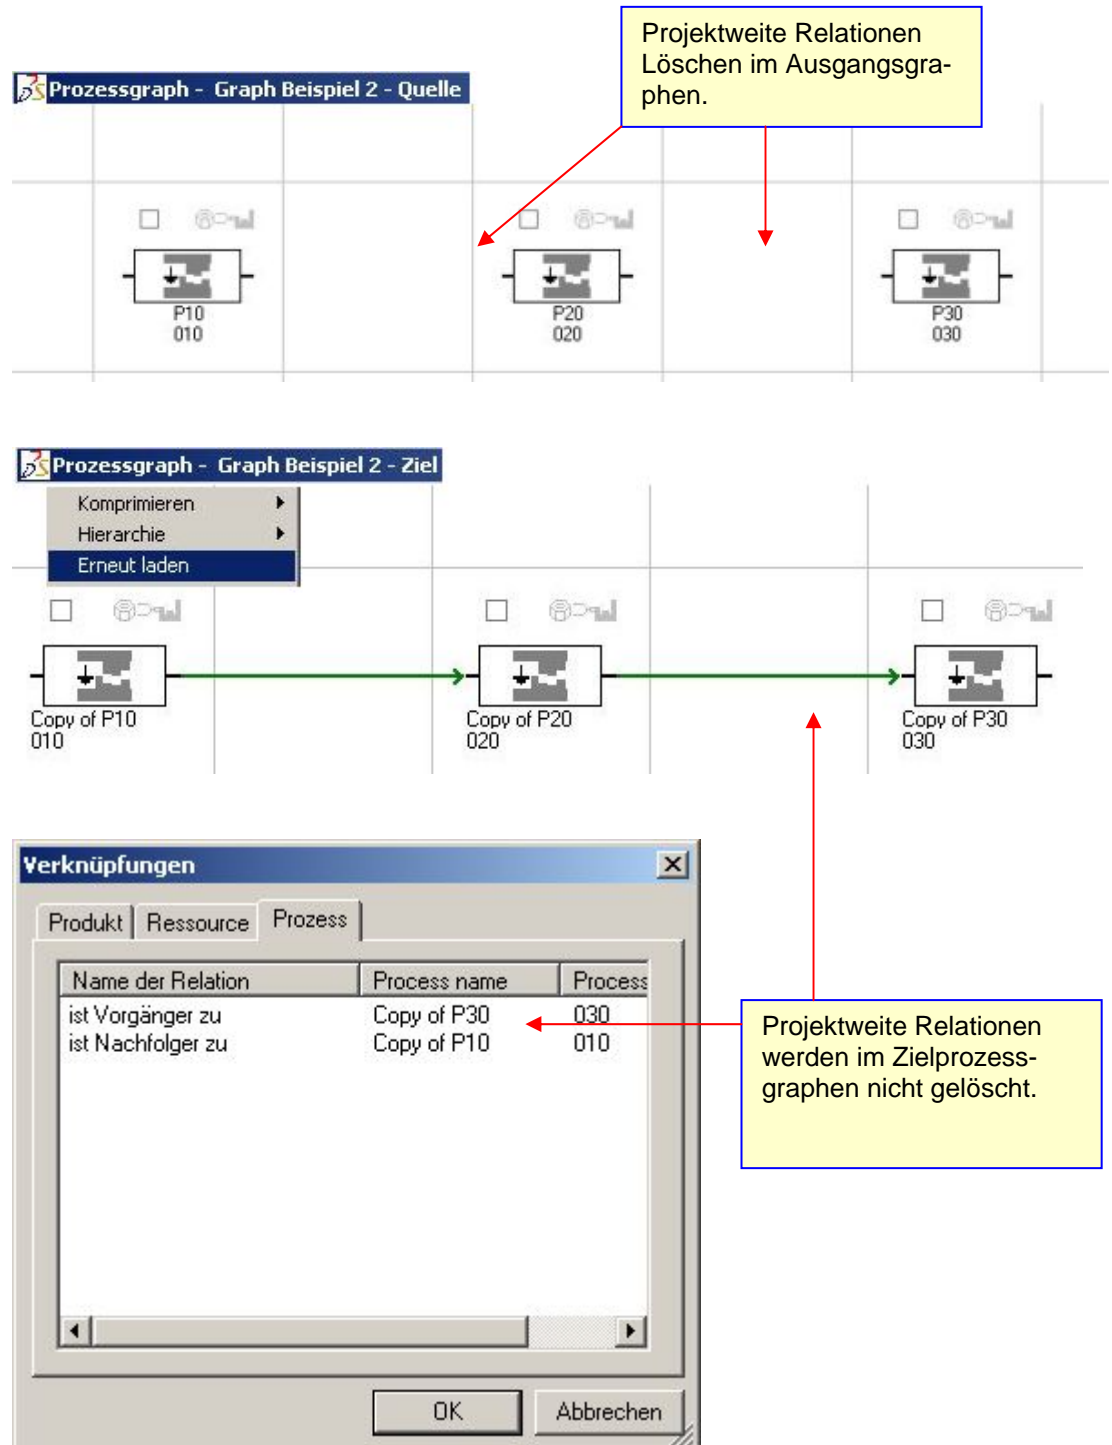 Projektweite Relationen
Löschen im Ausgangsgra-
phen.
Prozessgraph - Graph Beispiel 2 - Quelle
P10
010
P20
020
P30
030
Prozessgraph - Graph Beispiel 2 - Ziel
Komprimieren
Hierarchie
Erneut laden
Copy of P10
010
Copy of P20
020
Copy of P30
030
Verknüpfungen
Produkt Ressource Prozess
Name der Relation Process name Process
ist Vorgänger zu Copy of P30 030
ist Nachfolger zu Copy of P10 010
Projektweite Relationen
werden im Zielprozess-
graphen nicht gelöscht.
OK Abbrechen